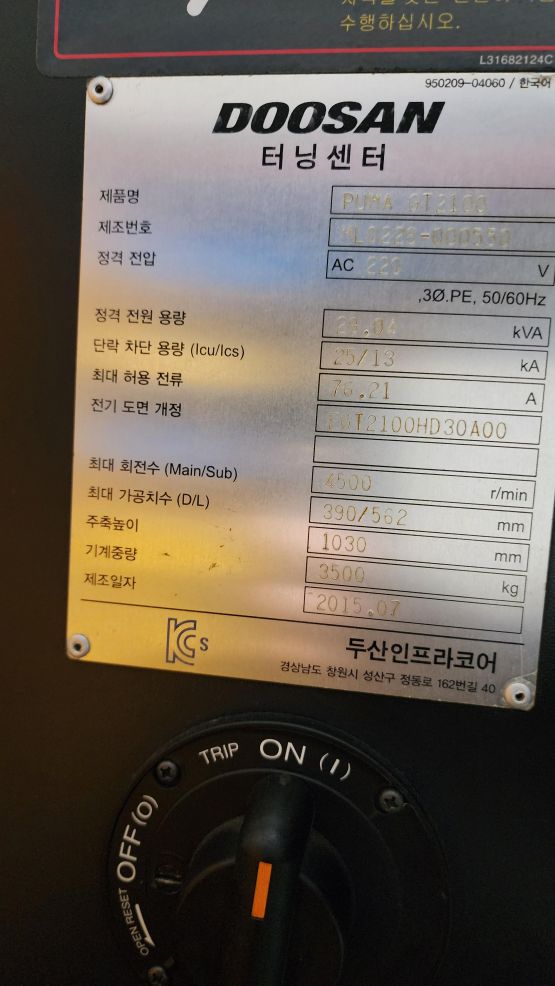 수행하십시오.
L31682124C
950209-04060 / 한국어
DOOSAN
터닝센터
제품명 PUMA GT2100
제조번호
정격 전압 AC 220 V
,3Ø.PE, 50/60Hz
정격 전원 용량 29.04 kVA
단락 차단 용량 (Icu/Ics) 25/13 kA
최대 허용 전류 76.21 A
전기 도면 개정
최대 회전수 (Main/Sub) 4500 r/min
최대 가공치수 (D/L) 390/562 mm
주축높이 1030 mm
기계중량 3500 kg
제조일자 2015.07
KCs
두산인프라코어
경상남도 창원시 성산구 정동로 162번길 40
TRIP ON (I)
OFF (O)
OPEN RESET